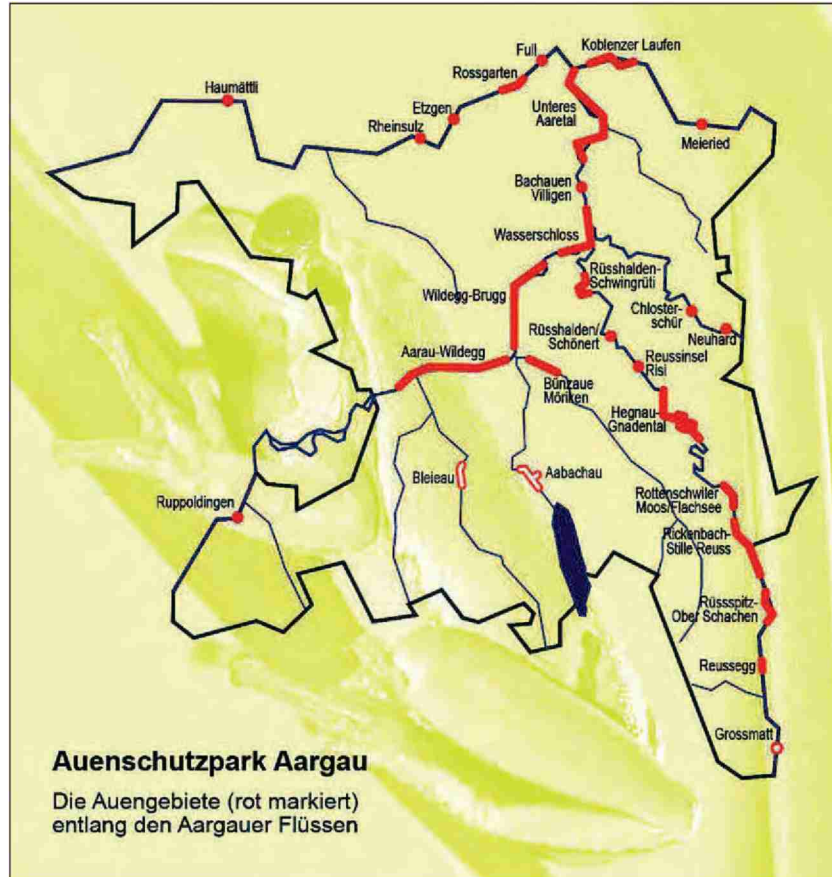 Koblenzer Laufen
Full
Rossgarten
Haumättli
Etzgen
Unteres
Aaretal
Rheinsulz
Meieried
Bachauen
Villigen
Wasserschloss
Rüsshalden-
Schwingrüti
Wildegg-Brugg
Chloster-
schür
Rüsshalden/
Schönert
Neuhard
Aarau-Wildegg
Reussinsel
Risi
Bünzaue
Möriken
Hegnau-
Gnadental
Bleieau
Aabachau
Ruppoldingen
Rottenschwiler
Moos/Flachsee
Rickenbach-
Stille Reuss
Rüssspitz-
Ober Schachen
Reussegg
Grossmatt
Auenschutzpark Aargau
Die Auengebiete (rot markiert)
entlang den Aargauer Flüssen